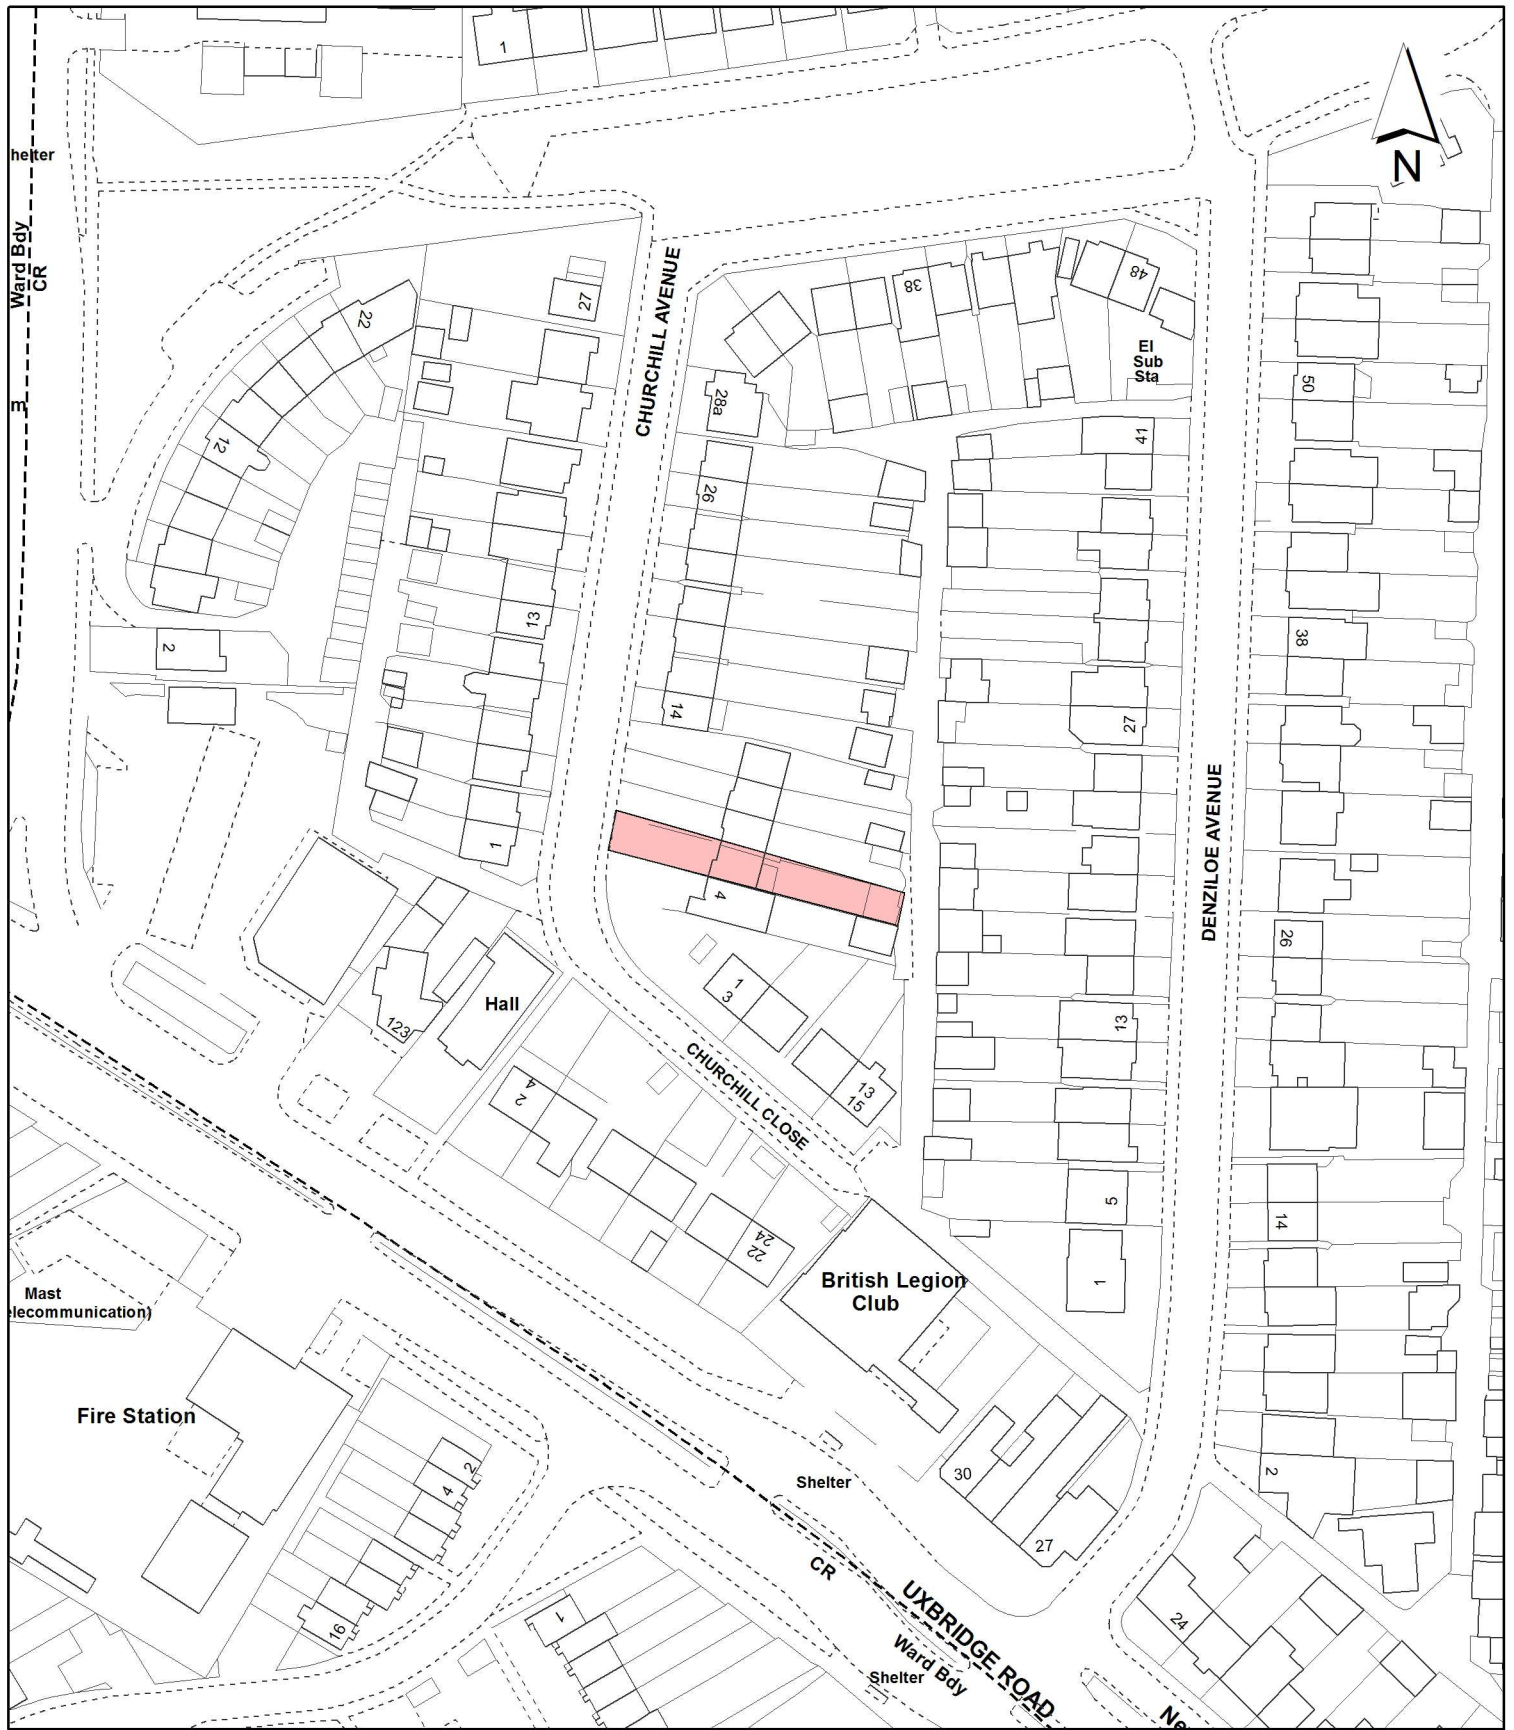 1
N
helter
Ward Bdy
CR
m
CHURCHILL AVENUE
27
22
12
38
48
El
Sub
Sta
28a
26
41
50
13
2
14
38
27
DENZILOE AVENUE
1
4
26
Hall
123
1
3
13
CHURCHILL CLOSE
13
15
2
4
5
14
22
24
British Legion
Club
1
Mast
elecommunication)
Fire Station
2
4
16
Shelter
30
27
2
CR
UXBRIDGE ROAD
Ward Bdy
Shelter
1
24
Ne